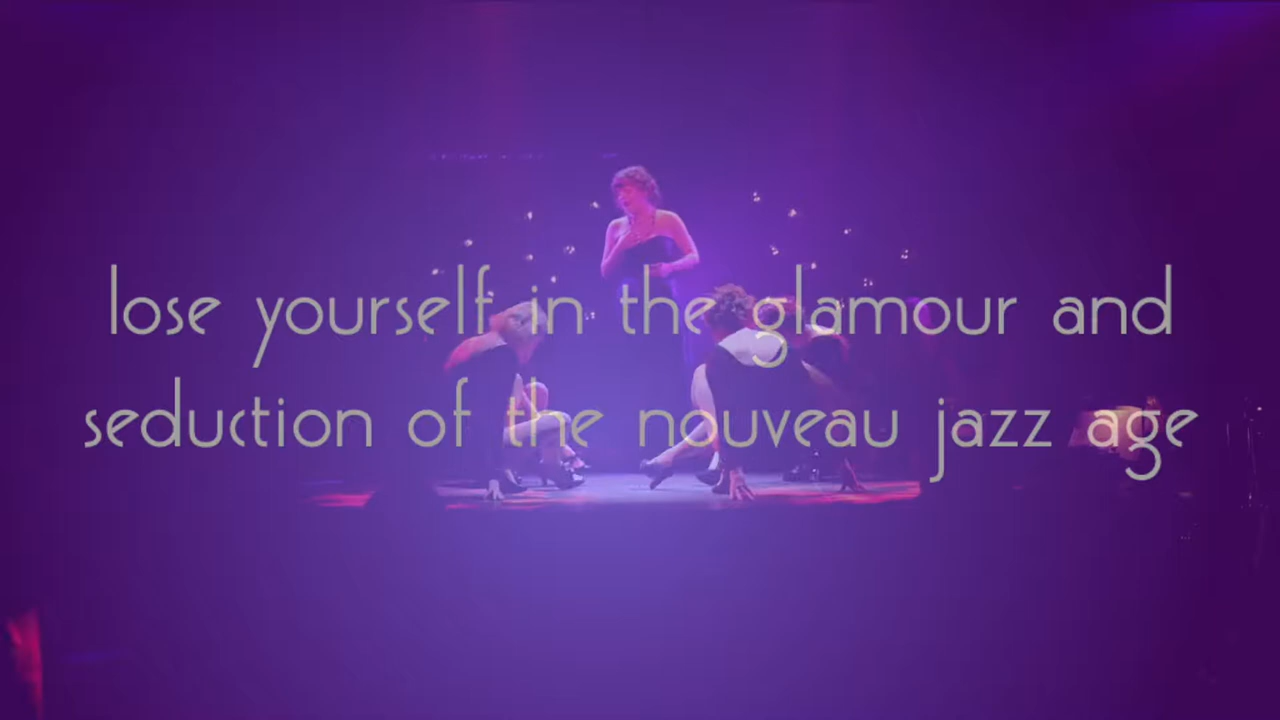 lose yourself in the glamour and
seduction of the nouveau jazz age